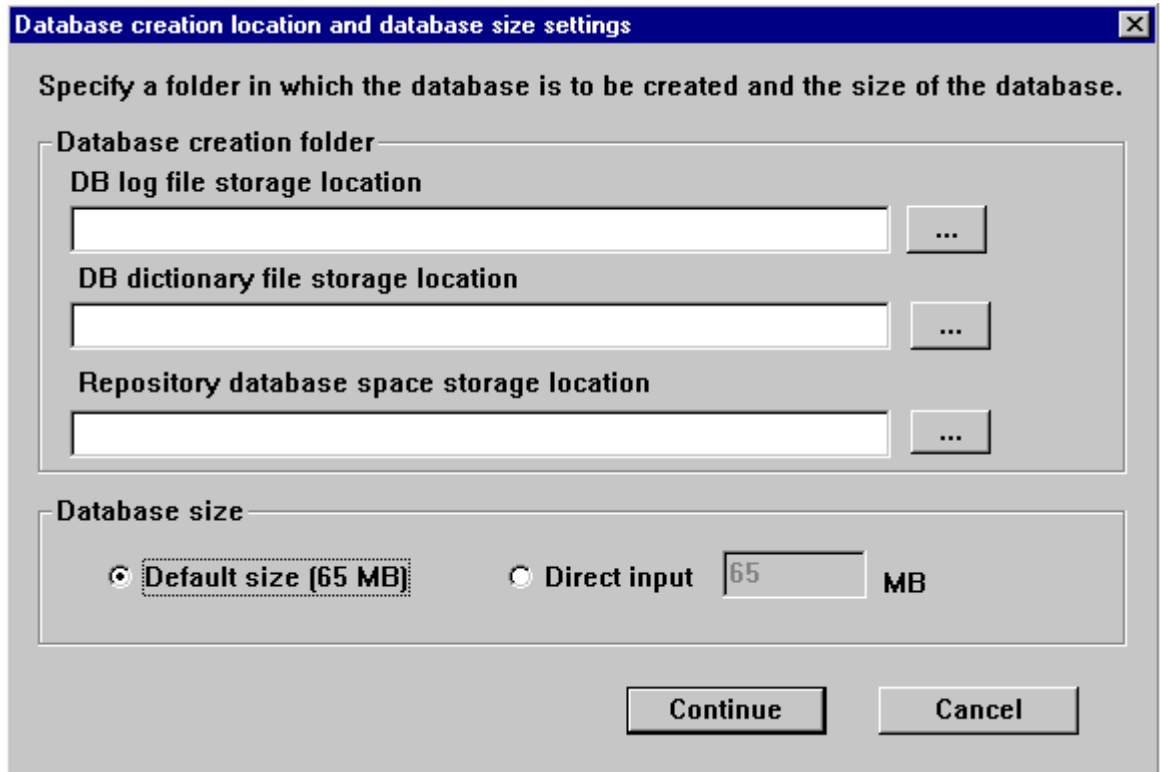 Database creation location and database size settings
Specify a folder in which the database is to be created and the size of the database.
Database creation folder
DB log file storage location
...
DB dictionary file storage location
...
Repository database space storage location
...
Database size
Default size (65 MB) Direct input 65 MB
Continue Cancel